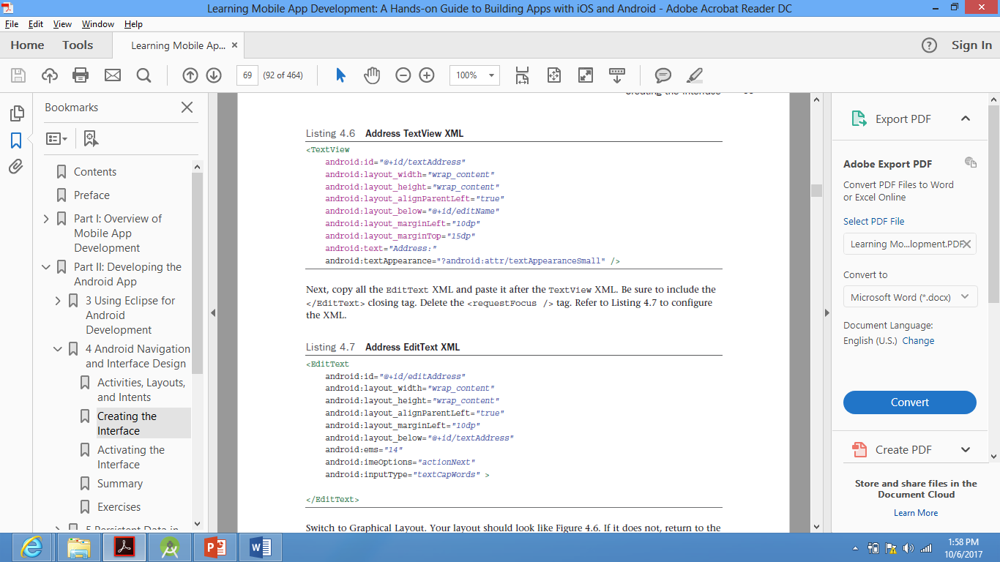 Learning Mobile App Development: A Hands-on Guide to Building Apps with iOS and Android - Adobe Acrobat Reader DC
File Edit View Window Help
Home Tools Learning Mobile Ap... × Sign In
69 (92 of 464) 100%
Bookmarks
Contents
Preface
Part I: Overview of
Mobile App
Development
Part II: Developing the
Android App
3 Using Eclipse for
Android
Development
4 Android Navigation
and Interface Design
Activities, Layouts,
and Intents
Creating the
Interface
Activating the
Interface
Summary
Exercises
5 Persistent Data in
Creating the Interface
Listing 4.6 Address TextView XML
<TextView
android:id="@+id/textAddress"
android:layout_width="wrap_content"
android:layout_height="wrap_content"
android:layout_alignParentLeft="true"
android:layout_below="@+id/editName"
android:layout_marginLeft="10dp"
android:layout_marginTop="15dp"
android:text="Address:"
android:textAppearance="?android:attr/textAppearanceSmall" />
Next, copy all the EditText XML and paste it after the TextView XML. Be sure to include the
</EditText> closing tag. Delete the <requestFocus /> tag. Refer to Listing 4.7 to configure
the XML.
Listing 4.7 Address EditText XML
<EditText
android:id="@+id/editAddress"
android:layout_width="wrap_content"
android:layout_height="wrap_content"
android:layout_alignParentLeft="true"
android:layout_marginLeft="10dp"
android:layout_below="@+id/textAddress"
android:ems="14"
android:imeOptions="actionNext"
android:inputType="textCapWords" >
</EditText>
Switch to Graphical Layout. Your layout should look like Figure 4.6. If it does not, return to the
Export PDF
Adobe Export PDF
Convert PDF Files to Word
or Excel Online
Select PDF File
Learning Mo...lopment.PDF
Convert to
Microsoft Word (*.docx)
Document Language:
English (U.S.) Change
Convert
Create PDF
Store and share files in the
Document Cloud
Learn More
1:58 PM
10/6/2017